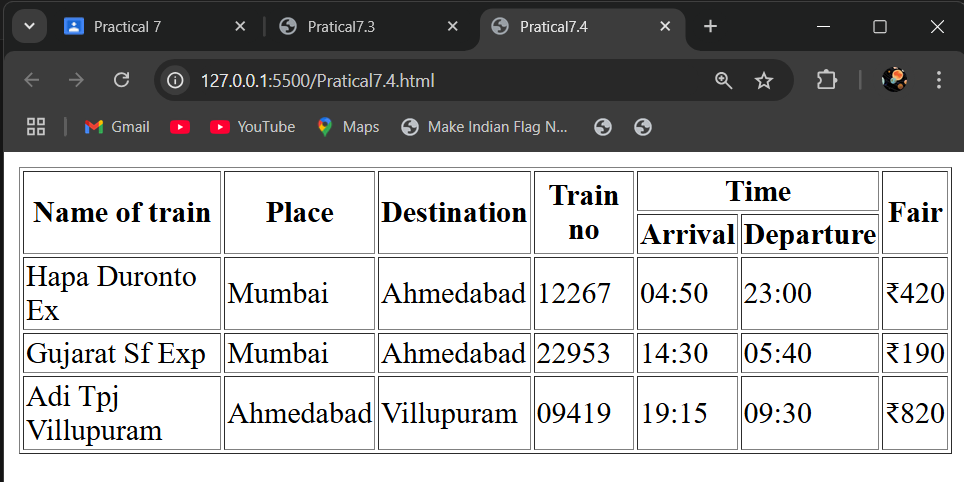 Practical 7
Pratical7.3
Pratical7.4
127.0.0.1:5500/Pratical7.4.html
Gmail
YouTube
Maps
Make Indian Flag N...
Name of train Place Destination Train no Time Fair
Arrival Departure
Hapa Duronto Ex Mumbai Ahmedabad 12267 04:50 23:00 ₹420
Gujarat Sf Exp Mumbai Ahmedabad 22953 14:30 05:40 ₹190
Adi Tpj Villupuram Ahmedabad Villupuram 09419 19:15 09:30 ₹820